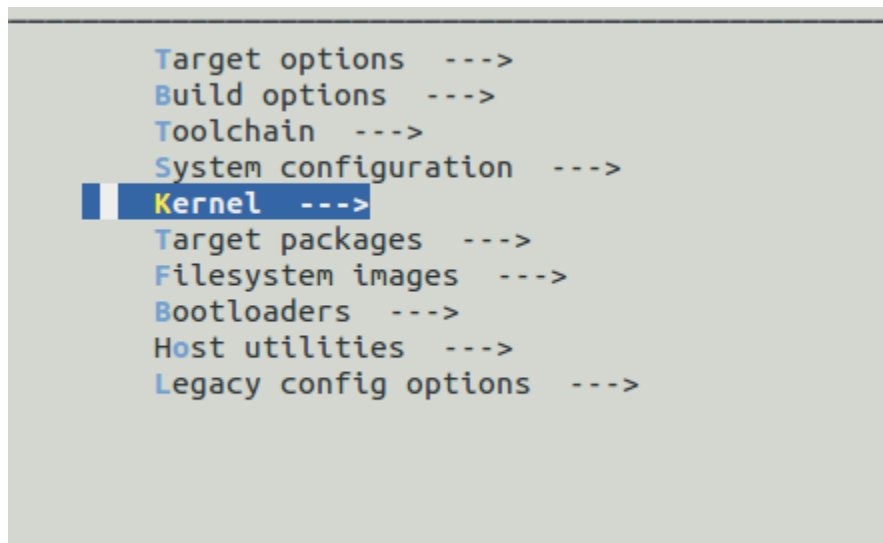 Target options  --->
Build options  --->
Toolchain  --->
System configuration  --->
Kernel  --->
Target packages  --->
Filesystem images  --->
Bootloaders  --->
Host utilities  --->
Legacy config options  --->